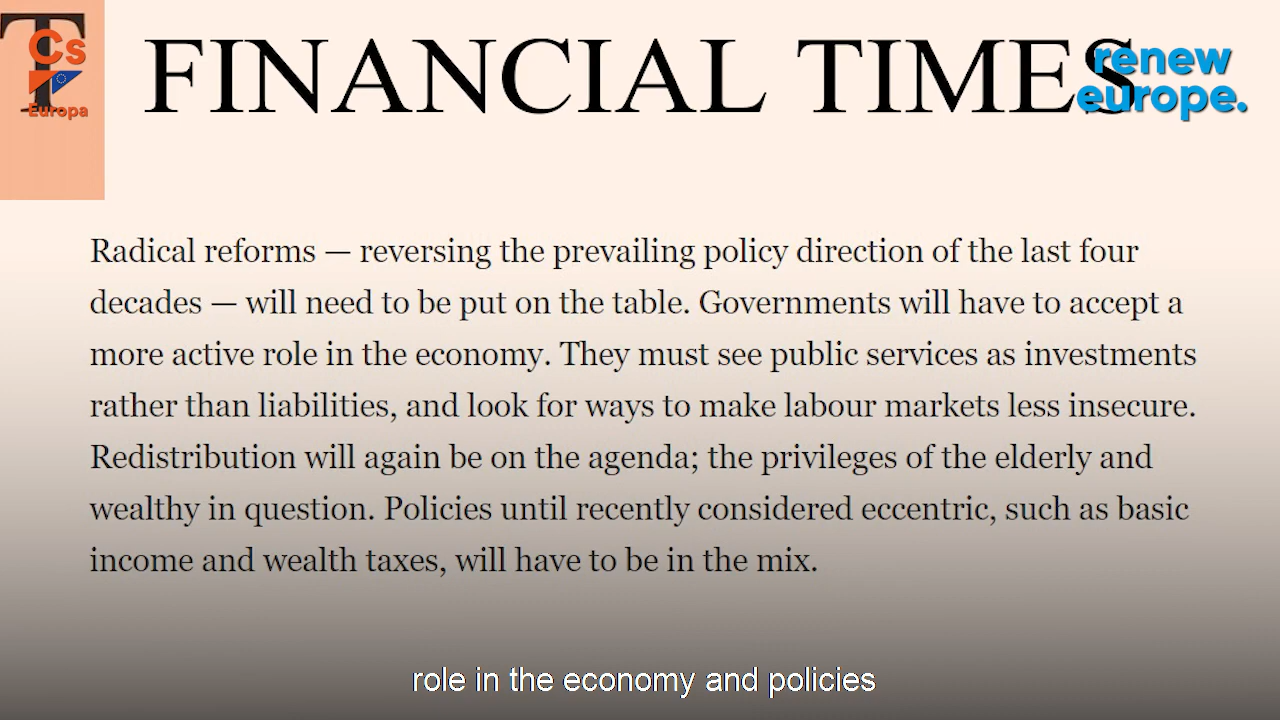 T
Cs
Europa
FINANCIAL TIMES
renew
europe.
Radical reforms — reversing the prevailing policy direction of the last four
decades — will need to be put on the table. Governments will have to accept a
more active role in the economy. They must see public services as investments
rather than liabilities, and look for ways to make labour markets less insecure.
Redistribution will again be on the agenda; the privileges of the elderly and
wealthy in question. Policies until recently considered eccentric, such as basic
income and wealth taxes, will have to be in the mix.
role in the economy and policies